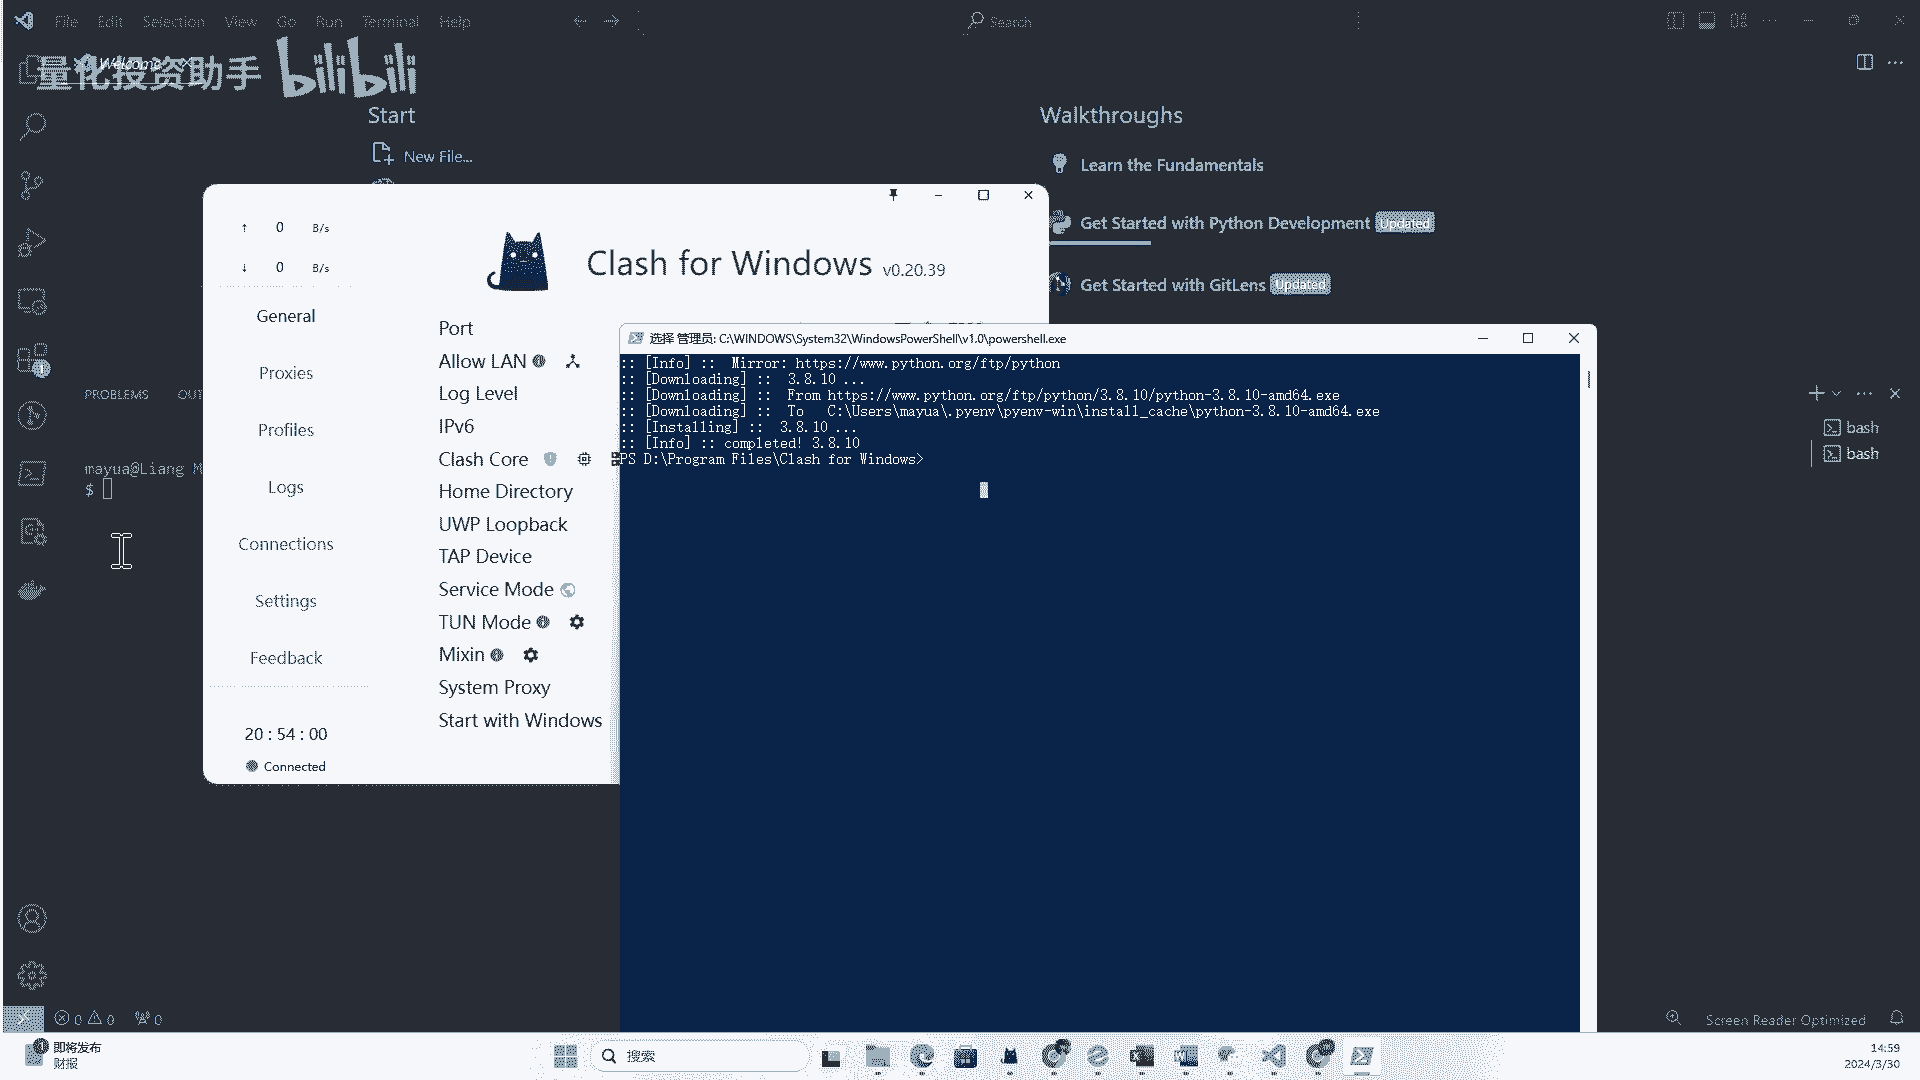 File Edit Selection View Go Run Terminal Help
Search
Welcome
量化投资助手 bilibili
Start
New File...
Walkthroughs
Learn the Fundamentals
Get Started with Python Development Updated
Get Started with GitLens Updated
↑ 0 B/s
↓ 0 B/s
General
Proxies
Profiles
Logs
Connections
Settings
Feedback
20 : 54 : 00
Connected
Clash for Windows v0.20.39
Port
Allow LAN
Log Level
IPv6
Clash Core
Home Directory
UWP Loopback
TAP Device
Service Mode
TUN Mode
Mixin
System Proxy
Start with Windows
选择 管理员: C:\WINDOWS\System32\WindowsPowerShell\v1.0\powershell.exe
:: [Info] ::  Mirror: https://www.python.org/ftp/python
:: [Downloading] ::  3.8.10 ...
:: [Downloading] ::  From https://www.python.org/ftp/python/3.8.10/python-3.8.10-amd64.exe
:: [Downloading] ::  To   C:\Users\mayua\.pyenv\pyenv-win\install_cache\python-3.8.10-amd64.exe
:: [Installing] ::  3.8.10 ...
:: [Info] :: completed! 3.8.10
PS D:\Program Files\Clash for Windows>
PROBLEMS OUT
mayua@Liang M
$
bash
bash
0 0 0
Screen Reader Optimized
1 即将发布
财报
搜索
14:59
2024/3/30